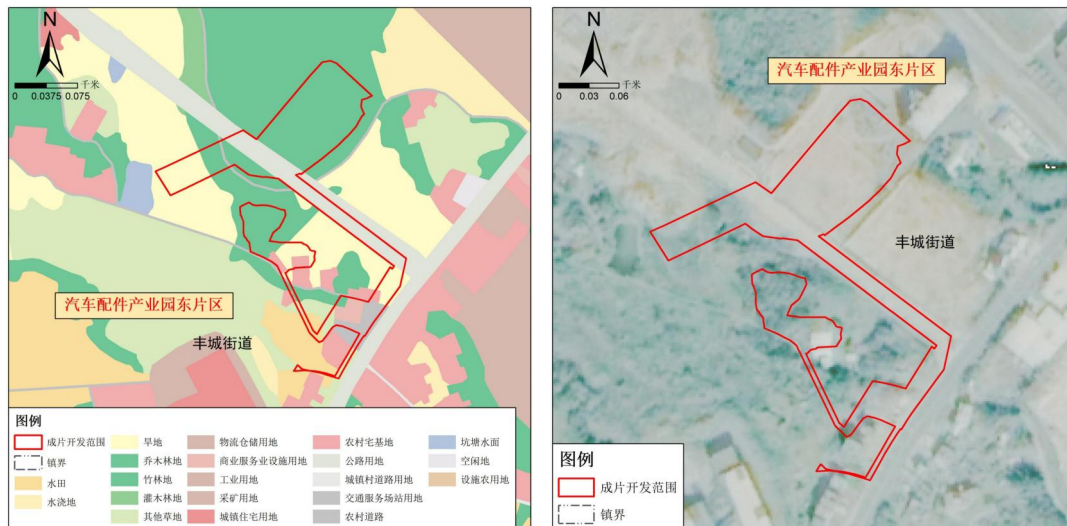 N
千米
0 0.0375 0.075
汽车配件产业园东片区
丰城街道
图例
成片开发范围
镇界
水田
水浇地
旱地
乔木林地
竹林地
灌木林地
其他草地
物流仓储用地
商业服务业设施用地
工业用地
采矿用地
城镇住宅用地
农村宅基地
公路用地
城镇村道路用地
交通服务场站用地
农村道路
坑塘水面
空闲地
设施农用地
N
千米
0 0.03 0.06
汽车配件产业园东片区
丰城街道
图例
成片开发范围
镇界